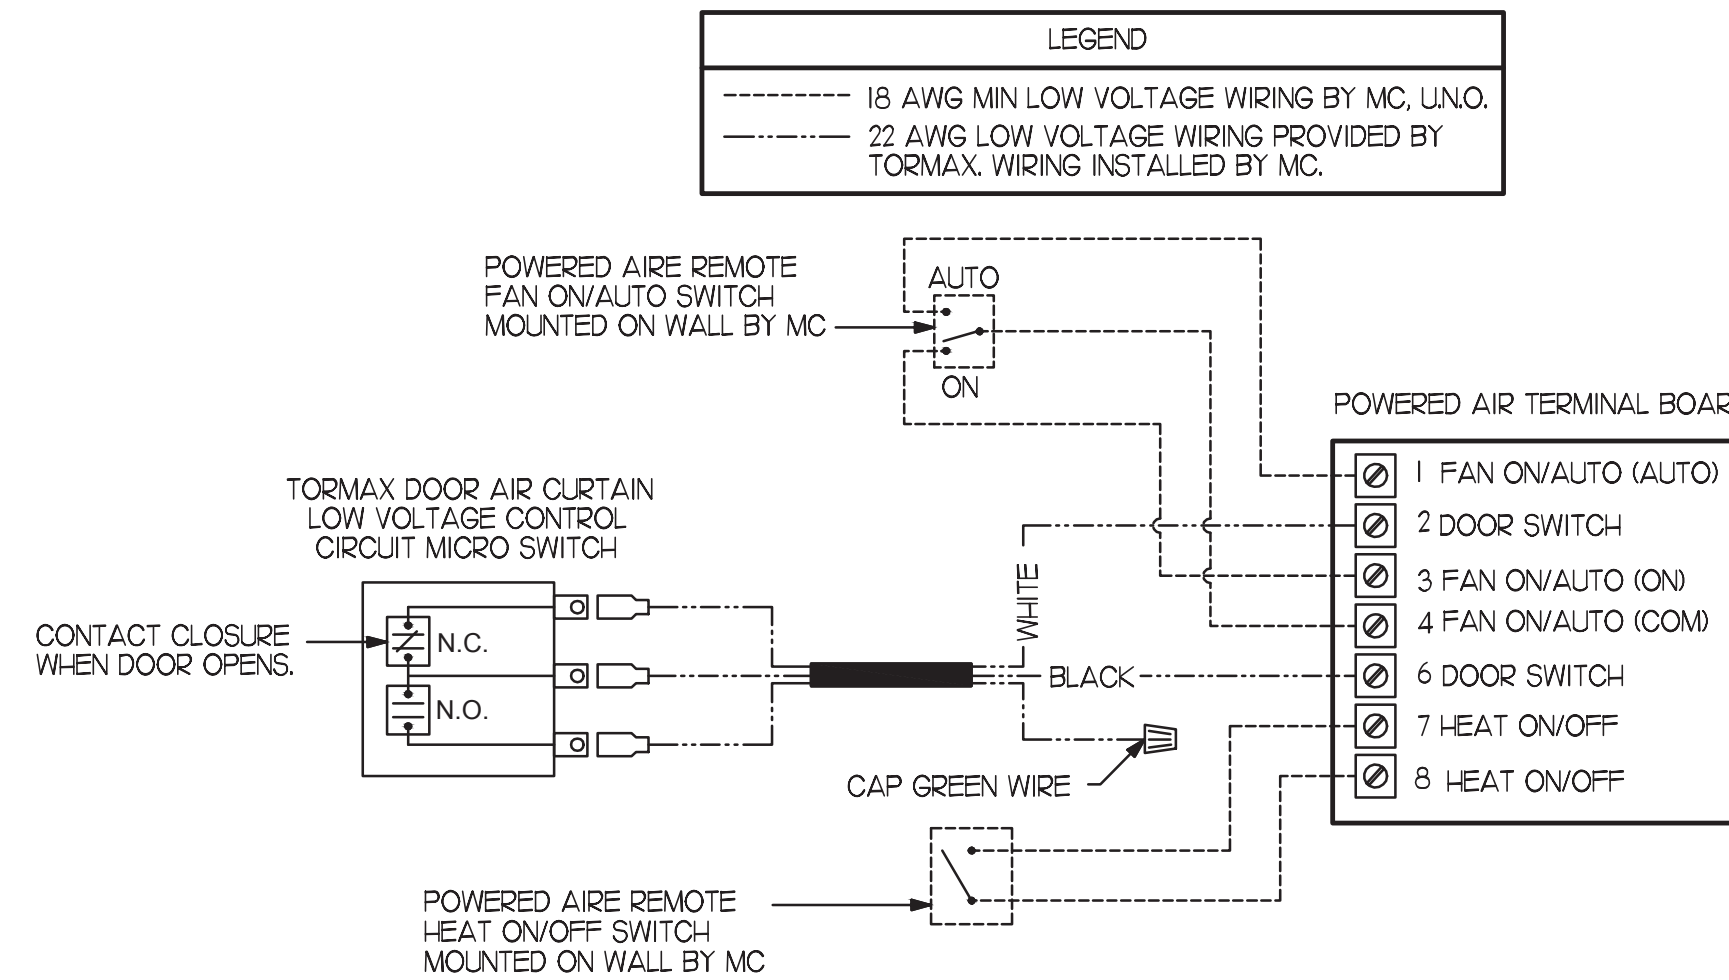 LEGEND
18 AWG MIN LOW VOLTAGE WIRING BY MC, U.N.O.
22 AWG LOW VOLTAGE WIRING PROVIDED BY
TORMAX. WIRING INSTALLED BY MC.
POWERED AIRE REMOTE
FAN ON/AUTO SWITCH
MOUNTED ON WALL BY MC
AUTO
ON
POWERED AIR TERMINAL BOAR
1 FAN ON/AUTO (AUTO)
2 DOOR SWITCH
3 FAN ON/AUTO (ON)
4 FAN ON/AUTO (COM)
6 DOOR SWITCH
7 HEAT ON/OFF
8 HEAT ON/OFF
TORMAX DOOR AIR CURTAIN
LOW VOLTAGE CONTROL
CIRCUIT MICRO SWITCH
CONTACT CLOSURE
WHEN DOOR OPENS.
N.C.
N.O.
WHITE
BLACK
CAP GREEN WIRE
POWERED AIRE REMOTE
HEAT ON/OFF SWITCH
MOUNTED ON WALL BY MC